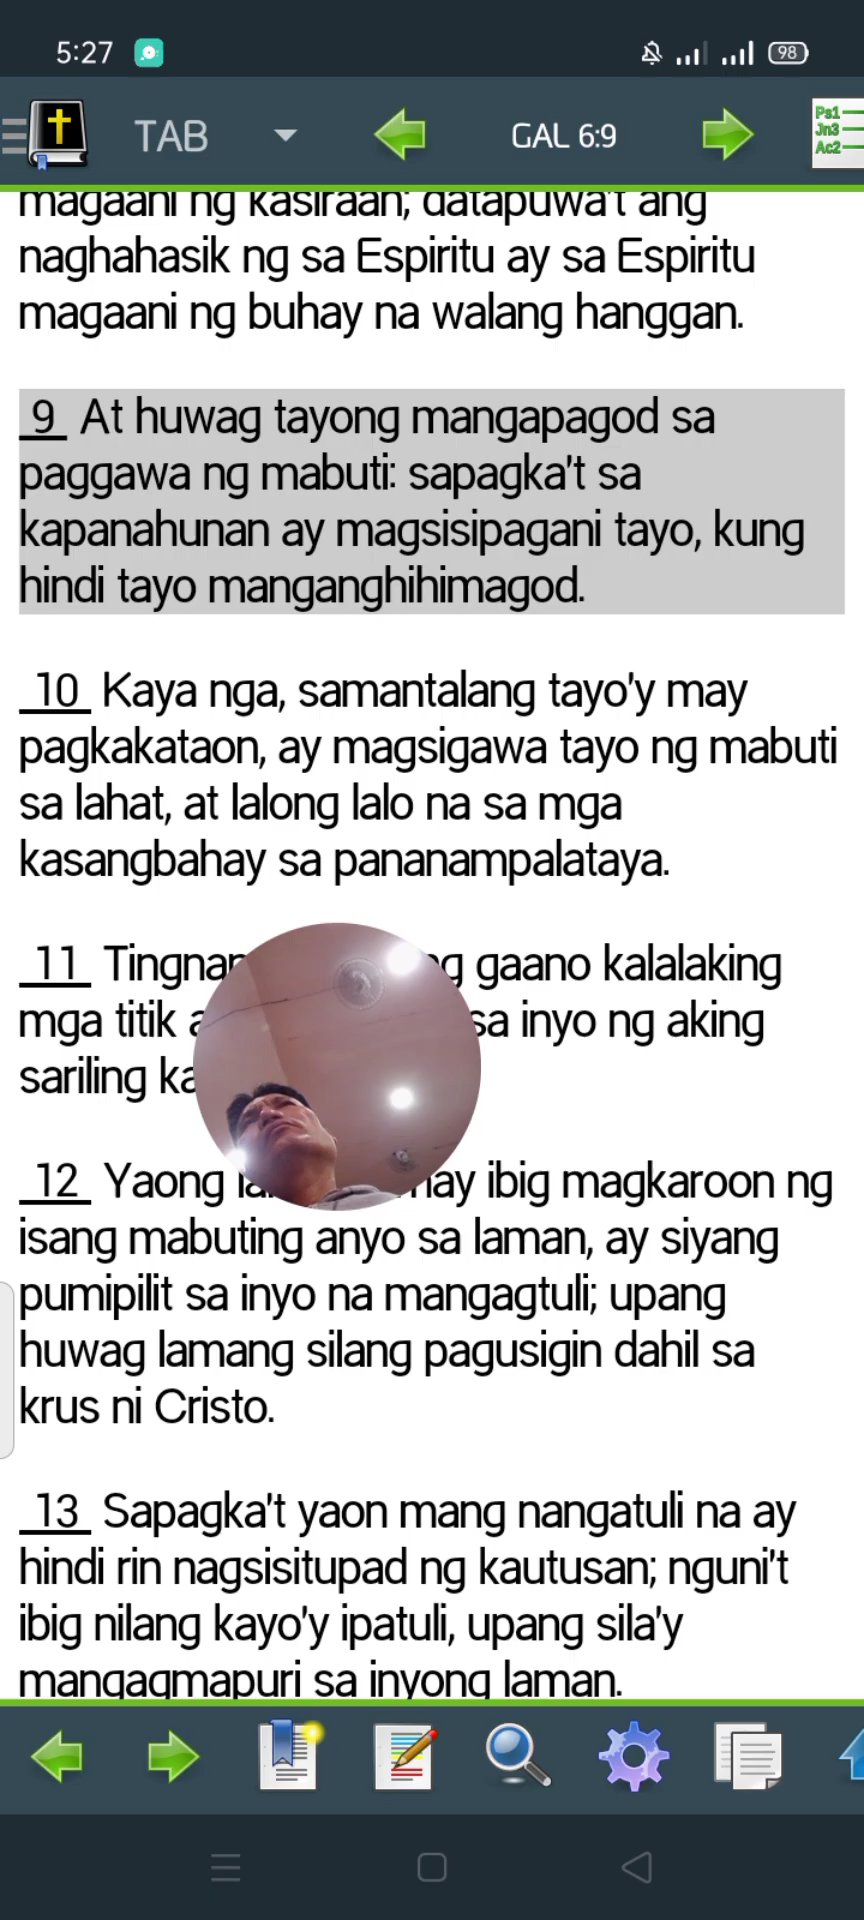 5:27
98
TAB
GAL 6:9
Ps1
Jn3
Ac2
magaani ng kasiraan; datapuwa't ang
naghahasik ng sa Espiritu ay sa Espiritu
magaani ng buhay na walang hanggan.
9 At huwag tayong mangapagod sa
paggawa ng mabuti: sapagka't sa
kapanahunan ay magsisipagani tayo, kung
hindi tayo manganghihimagod.
10 Kaya nga, samantalang tayo'y may
pagkakataon, ay magsigawa tayo ng mabuti
sa lahat, at lalong lalo na sa mga
kasangbahay sa pananampalataya.
11 gaano kalalaking
mga titik sa inyo ng aking
sariling
12 Yaong ibig magkaroon ng
isang mabuting anyo sa laman, ay siyang
pumipilit sa inyo na mangagtuli; upang
huwag lamang silang pagusigin dahil sa
krus ni Cristo.
13 Sapagka't yaon mang nangatuli na ay
hindi rin nagsisitupad ng kautusan; nguni't
ibig nilang kayo'y ipatuli, upang sila'y
mangagmapuri sa inyong laman.